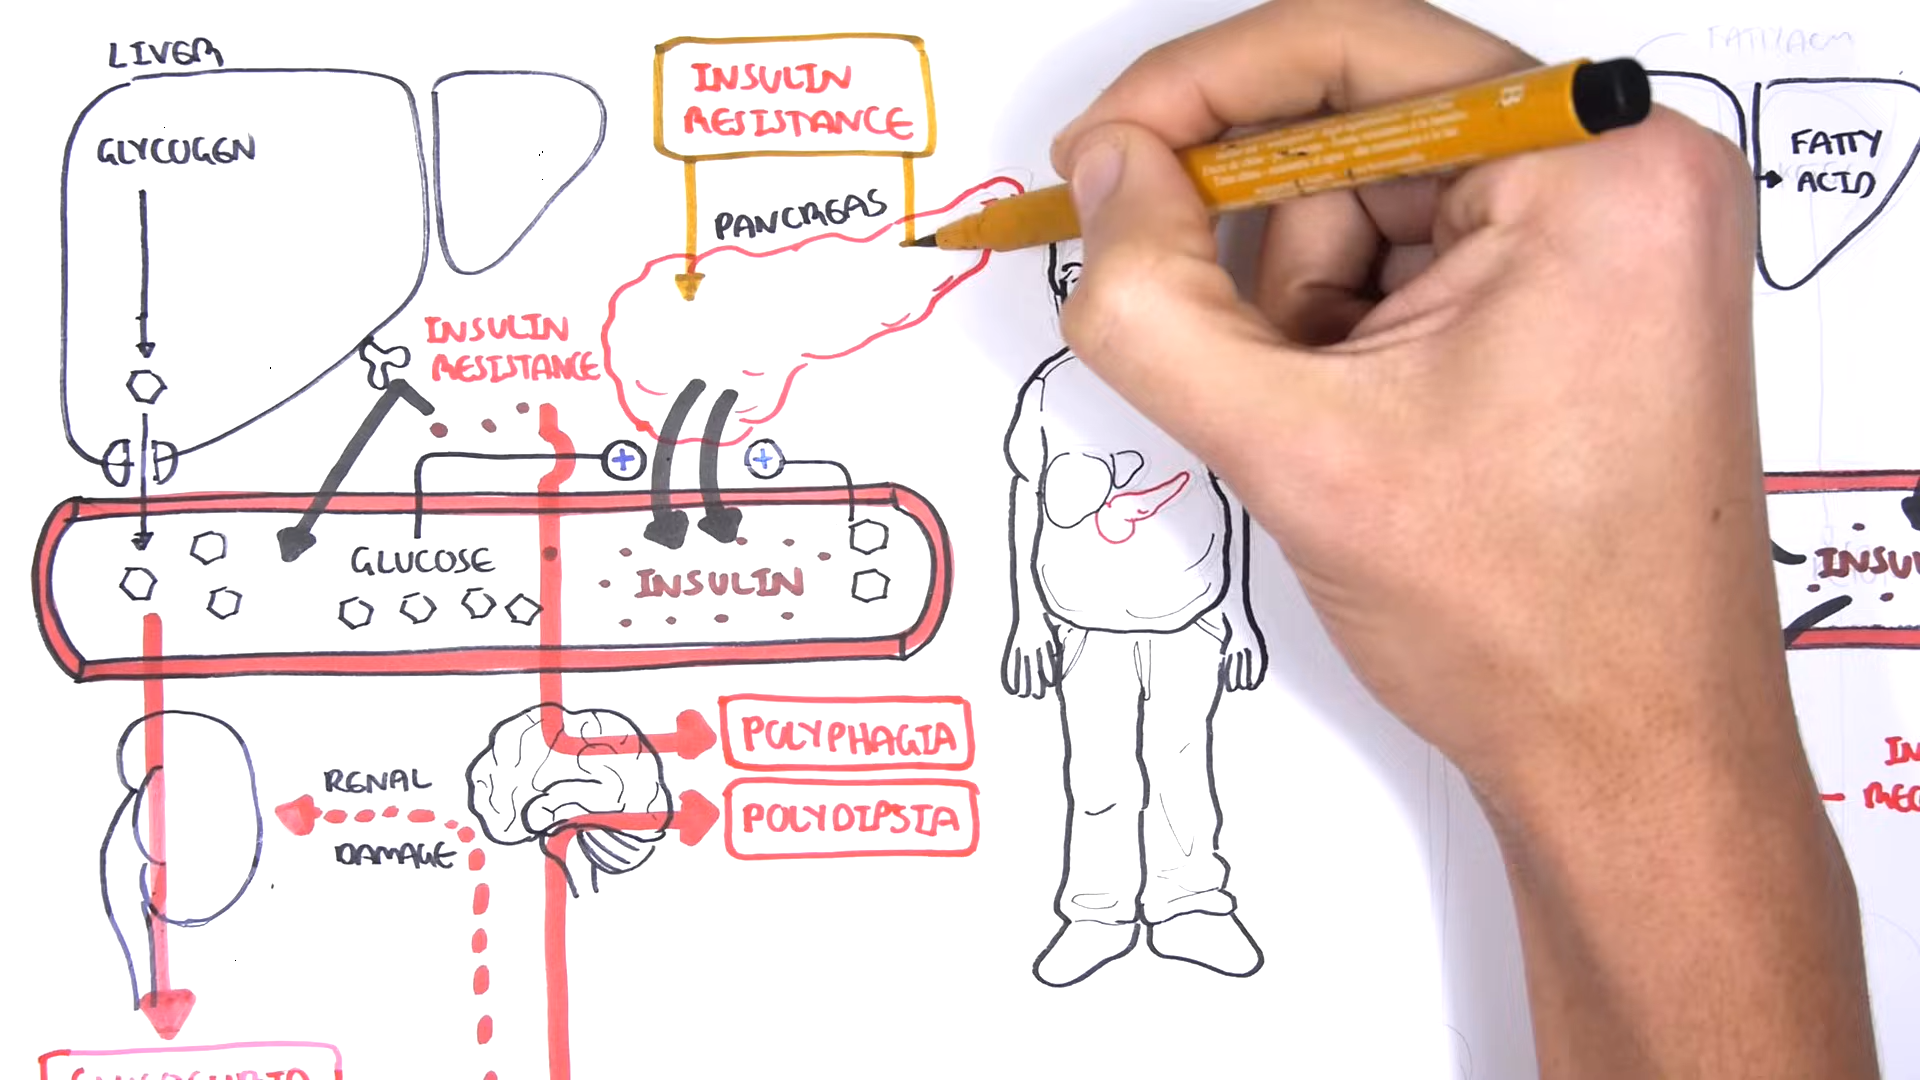 LIVER
GLYCOGEN
INSULIN
RESISTANCE
PANCREAS
FATTY
ACID
INSULIN
RESISTANCE
GLUCOSE
INSULIN
RENAL
DAMAGE
POLYPHAGIA
POLYDIPSIA
B